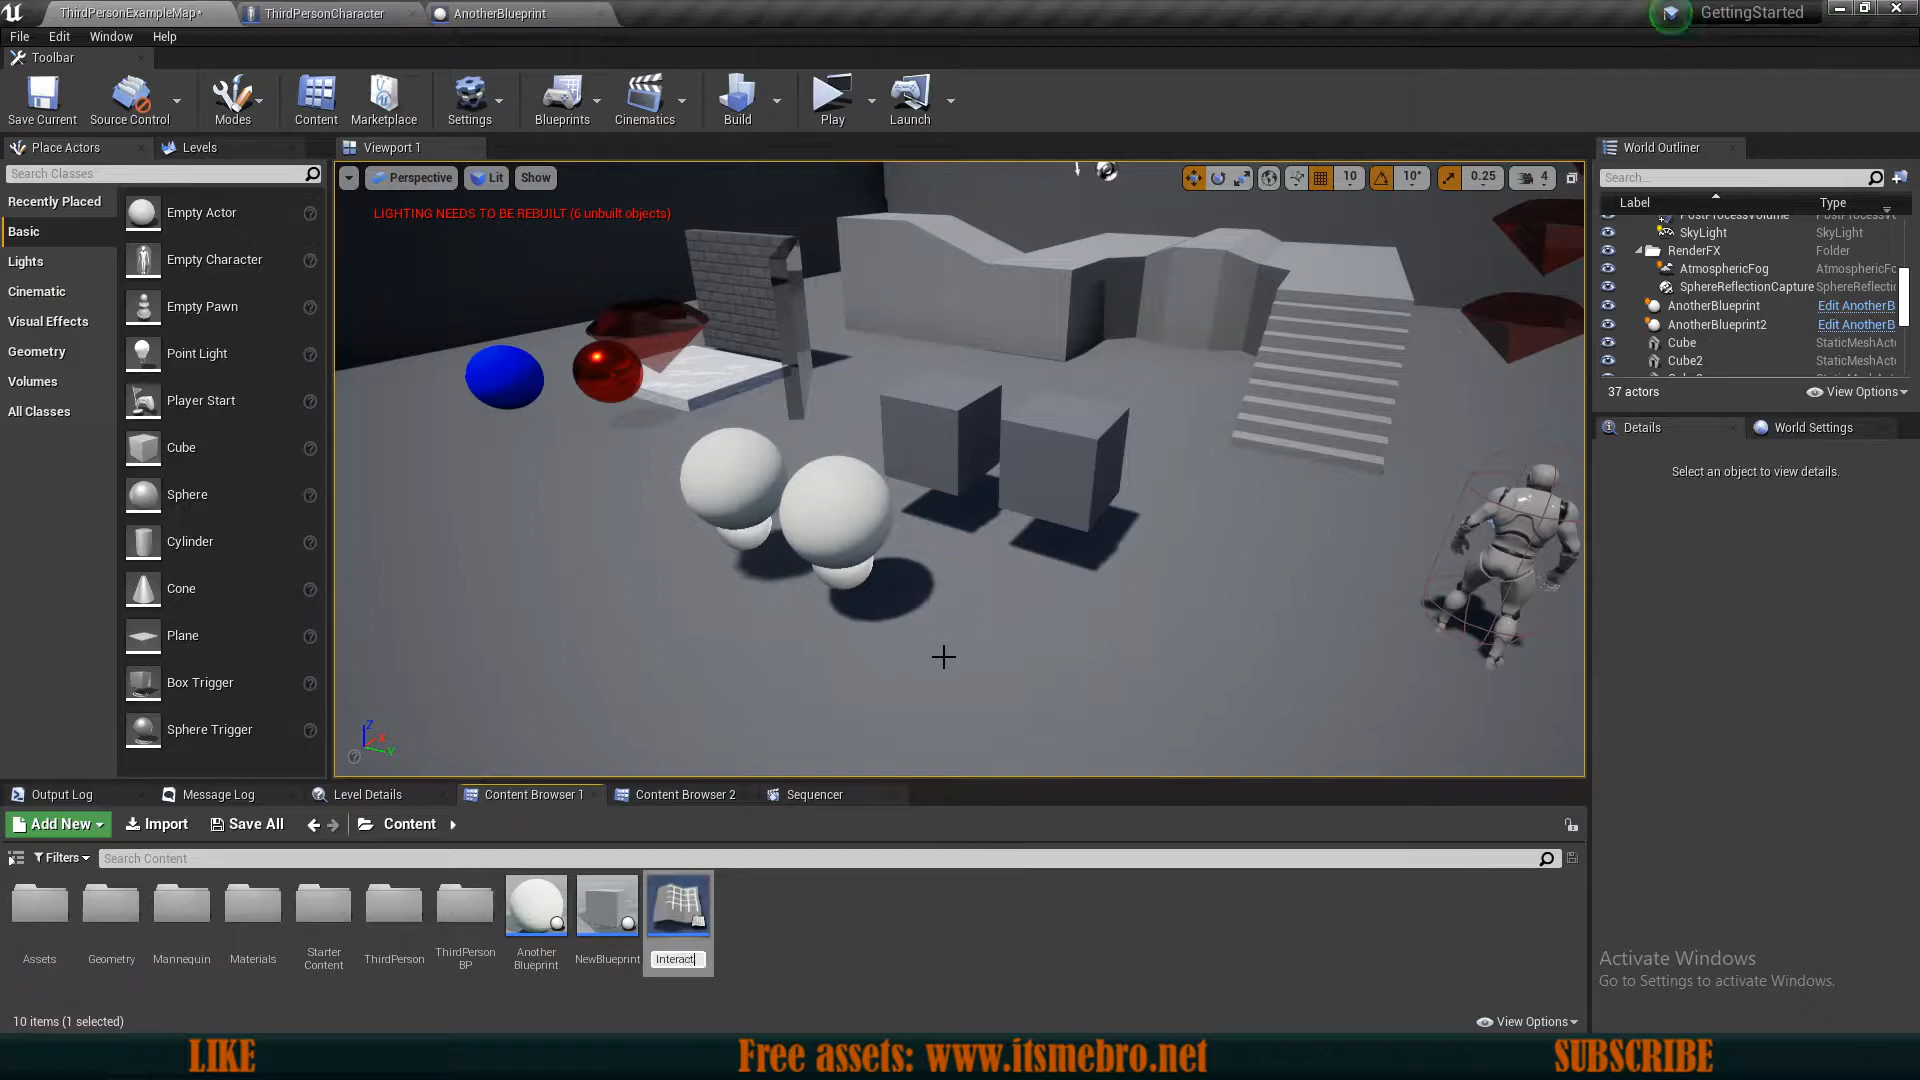 ThirdPersonExampleMap*
ThirdPersonCharacter
AnotherBlueprint
GettingStarted
File Edit Window Help
Toolbar
Save Current
Source Control
Modes
Content
Marketplace
Settings
Blueprints
Cinematics
Build
Play
Launch
Place Actors
Levels
Search Classes
Recently Placed
Basic
Lights
Cinematic
Visual Effects
Geometry
Volumes
All Classes
Empty Actor
Empty Character
Empty Pawn
Point Light
Player Start
Cube
Sphere
Cylinder
Cone
Plane
Box Trigger
Sphere Trigger
Viewport 1
Perspective
Lit
Show
10
10°
0.25
4
LIGHTING NEEDS TO BE REBUILT (6 unbuilt objects)
Z
X
Y
World Outliner
Search...
Label
Type
PostProcessVolume PostProcessVo
SkyLight SkyLight
RenderFX Folder
AtmosphericFog AtmosphericFo
SphereReflectionCapture SphereReflectic
AnotherBlueprint Edit AnotherB
AnotherBlueprint2 Edit AnotherB
Cube StaticMeshActo
Cube2 StaticMeshActo
37 actors
View Options
Details
World Settings
Select an object to view details.
Output Log
Message Log
Level Details
Content Browser 1
Content Browser 2
Sequencer
Add New
Import
Save All
Content
Filters
Search Content
Assets
Geometry
Mannequin
Materials
Starter
Content
ThirdPerson
ThirdPerson
BP
Another
Blueprint
NewBlueprint
Interact
10 items (1 selected)
View Options
Activate Windows
Go to Settings to activate Windows.
LIKE
Free assets: www.itsmebro.net
SUBSCRIBE